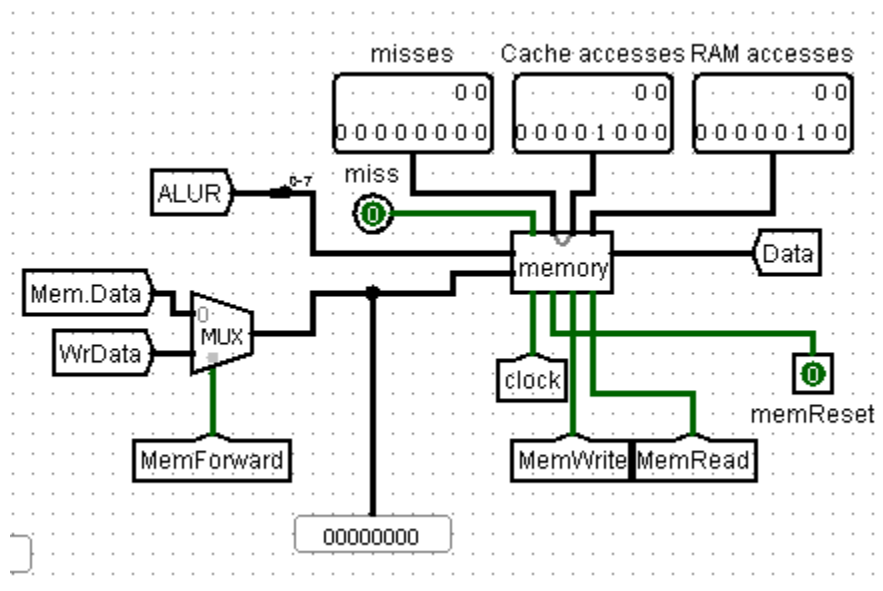 misses
Cache accesses
RAM accesses
0 0
0 0 0 0 0 0 0 0
0 0
0 0 0 0 1 0 0 0
0 0
0 0 0 0 0 1 0 0
ALUR
0-7
miss
0
memory
Data
Mem.Data
WrData
0
MUX
clock
0
memReset
MemForward
MemWrite
MemRead
00000000